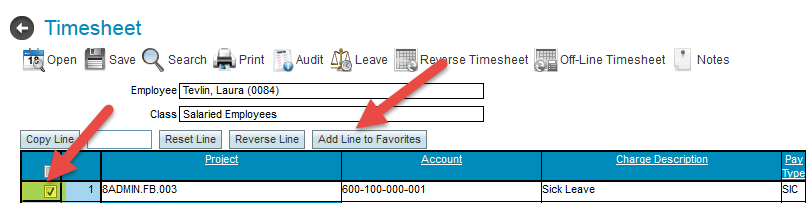 Timesheet
18 Open Save Search Print Audit Leave Reverse Timesheet Off-Line Timesheet Notes
Employee Tevlin, Laura (0084)
Class Salaried Employees
Copy Line Reset Line Reverse Line Add Line to Favorites
Project Account Charge Description Pay Type
1 8ADMIN.FB.003 600-100-000-001 Sick Leave SIC